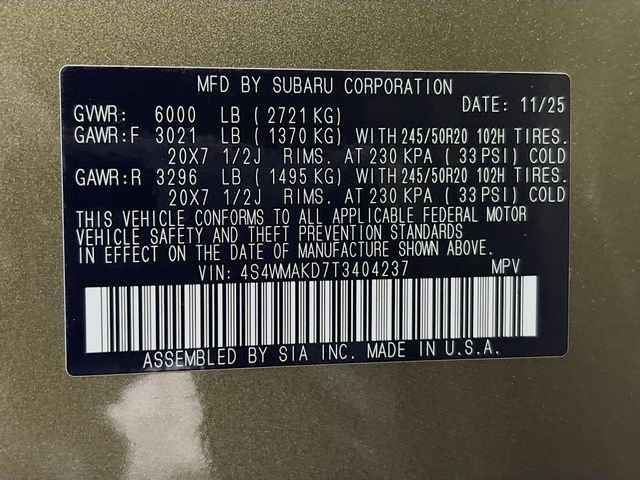 MFD BY SUBARU CORPORATION
DATE: 11/25
GVWR: 6000 LB ( 2721 KG)
GAWR:F 3021 LB ( 1370 KG) WITH 245/50R20 102H TIRES.
20X7 1/2J RIMS. AT 230 KPA ( 33 PSI) COLD
GAWR:R 3296 LB ( 1495 KG) WITH 245/50R20 102H TIRES.
20X7 1/2J RIMS. AT 230 KPA ( 33 PSI) COLD
THIS VEHICLE CONFORMS TO ALL APPLICABLE FEDERAL MOTOR
VEHICLE SAFETY AND THEFT PREVENTION STANDARDS
IN EFFECT ON THE DATE OF MANUFACTURE SHOWN ABOVE.
VIN: 4S4WMAKD7T3404237 MPV
ASSEMBLED BY SIA INC. MADE IN U.S.A.